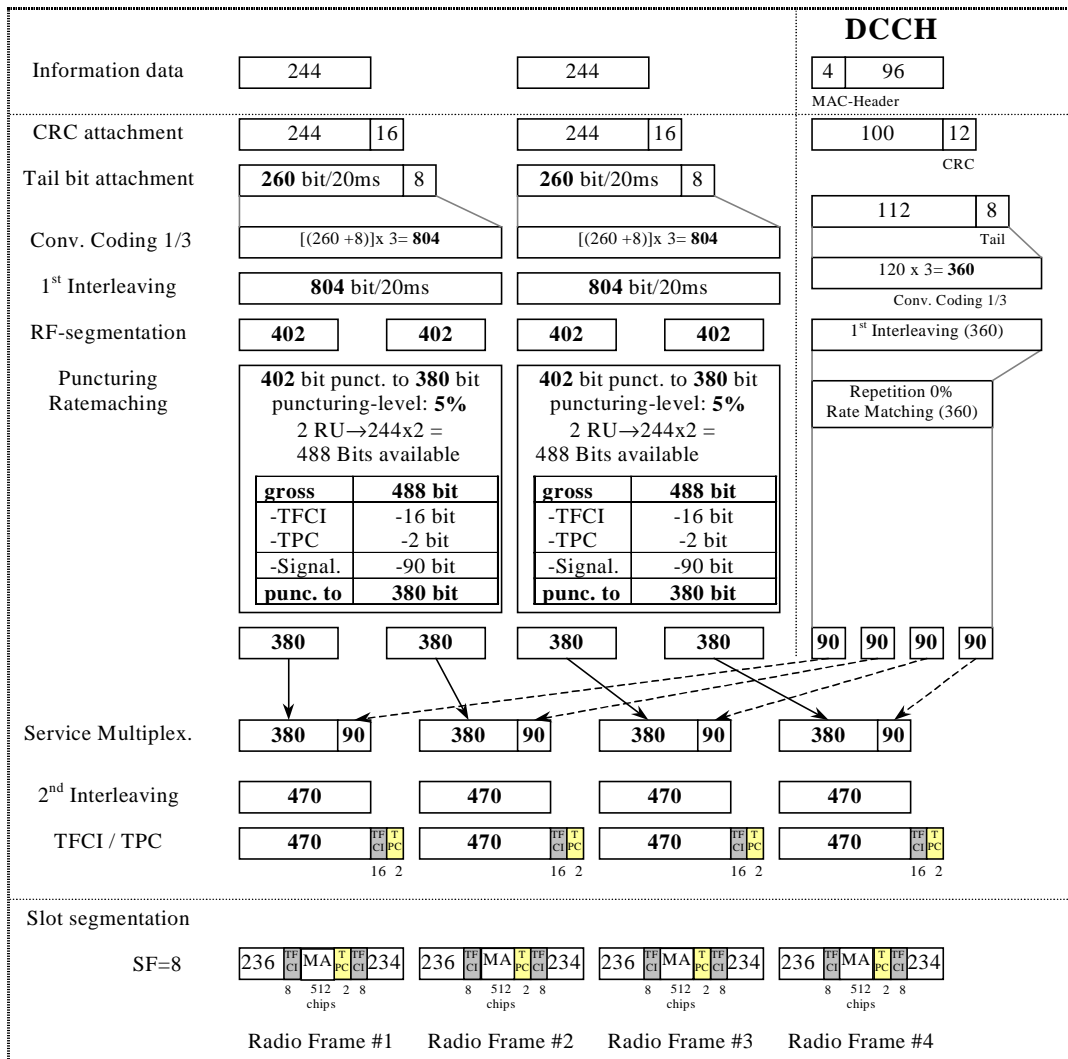 DCCH
Information data 244 244 4 96
MAC-Header
CRC attachment 244 16 244 16 100 12
CRC
Tail bit attachment 260 bit/20ms 8 260 bit/20ms 8
112 8
Tail
Conv. Coding 1/3 [(260 +8)]x 3= 804 [(260 +8)]x 3= 804
120 x 3= 360
Conv. Coding 1/3
1st Interleaving 804 bit/20ms 804 bit/20ms
RF-segmentation 402 402 402 402 1st Interleaving (360)
Puncturing
Ratemaching
402 bit punct. to 380 bit
puncturing-level: 5%
2 RU→244x2 =
488 Bits available
gross 488 bit
-TFCI -16 bit
-TPC -2 bit
-Signal. -90 bit
punc. to 380 bit
402 bit punct. to 380 bit
puncturing-level: 5%
2 RU→244x2 =
488 Bits available
gross 488 bit
-TFCI -16 bit
-TPC -2 bit
-Signal. -90 bit
punc. to 380 bit
Repetition 0%
Rate Matching (360)
380 380 380 380 90 90 90 90
Service Multiplex. 380 90 380 90 380 90 380 90
2nd Interleaving 470 470 470 470
TFCI / TPC 470 TF CI T PC 470 TF CI T PC 470 TF CI T PC 470 TF CI T PC
16 2 16 2 16 2 16 2
Slot segmentation
SF=8 236 TF CI MA T PC TF CI 234 236 TF CI MA T PC TF CI 234 236 TF CI MA T PC TF CI 234 236 TF CI MA T PC TF CI 234
8 512 2 8 8 512 2 8 8 512 2 8 8 512 2 8
chips chips chips chips
Radio Frame #1 Radio Frame #2 Radio Frame #3 Radio Frame #4